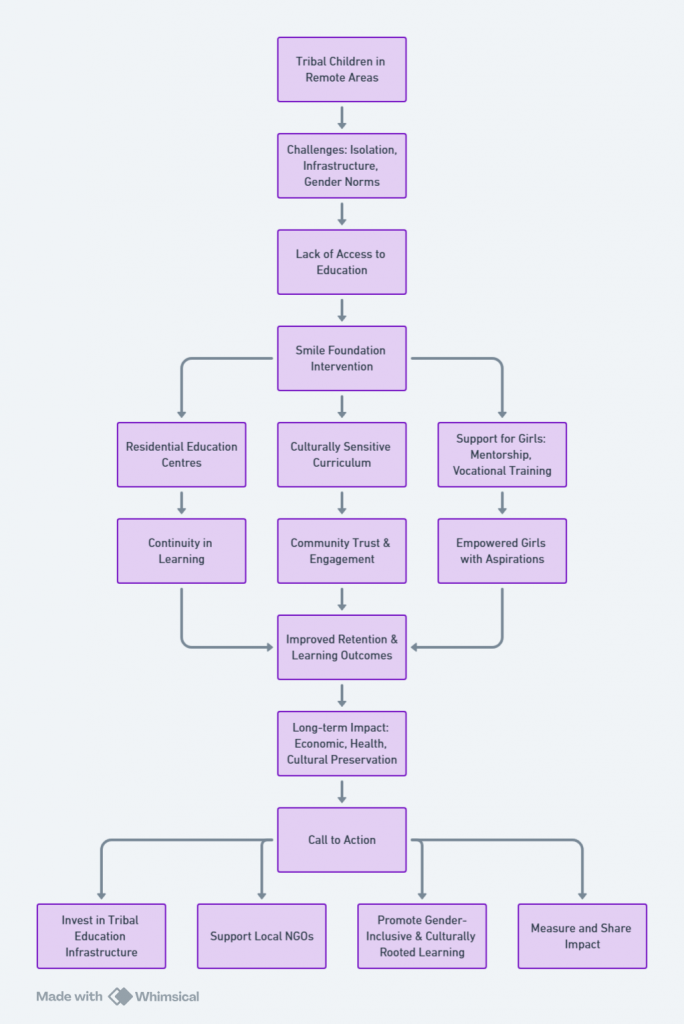 Tribal Children in
Remote Areas
Challenges: Isolation,
Infrastructure,
Gender Norms
Lack of Access to
Education
Smile Foundation
Intervention
Residential Education
Centres
Culturally Sensitive
Curriculum
Support for Girls:
Mentorship,
Vocational Training
Continuity in
Learning
Community Trust &
Engagement
Empowered Girls
with Aspirations
Improved Retention &
Learning Outcomes
Long-term Impact:
Economic, Health,
Cultural Preservation
Call to Action
Invest in Tribal
Education
Infrastructure
Support Local NGOs
Promote Gender-
Inclusive & Culturally
Rooted Learning
Measure and Share
Impact
Made with Whimsical